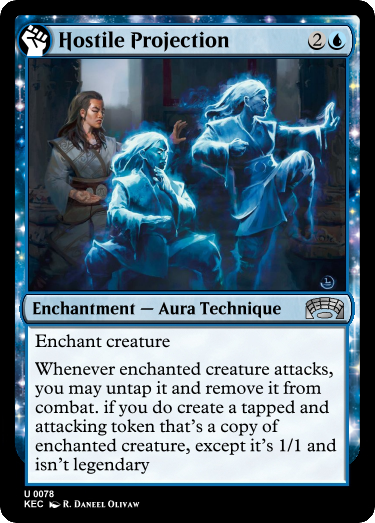 Hostile Projection 2
Enchantment — Aura Technique
Enchant creature
Whenever enchanted creature attacks,
you may untap it and remove it from
combat. if you do create a tapped and
attacking token that's a copy of
enchanted creature, except it's 1/1 and
isn't legendary
U 0078
KEC R. Daneel Olivaw